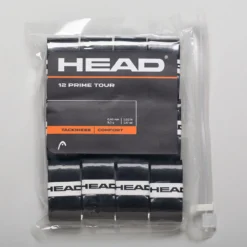 HEAD
12 PRIME TOUR
TACKINESS | COMFORT
HEAD HEAD HEAD HEAD